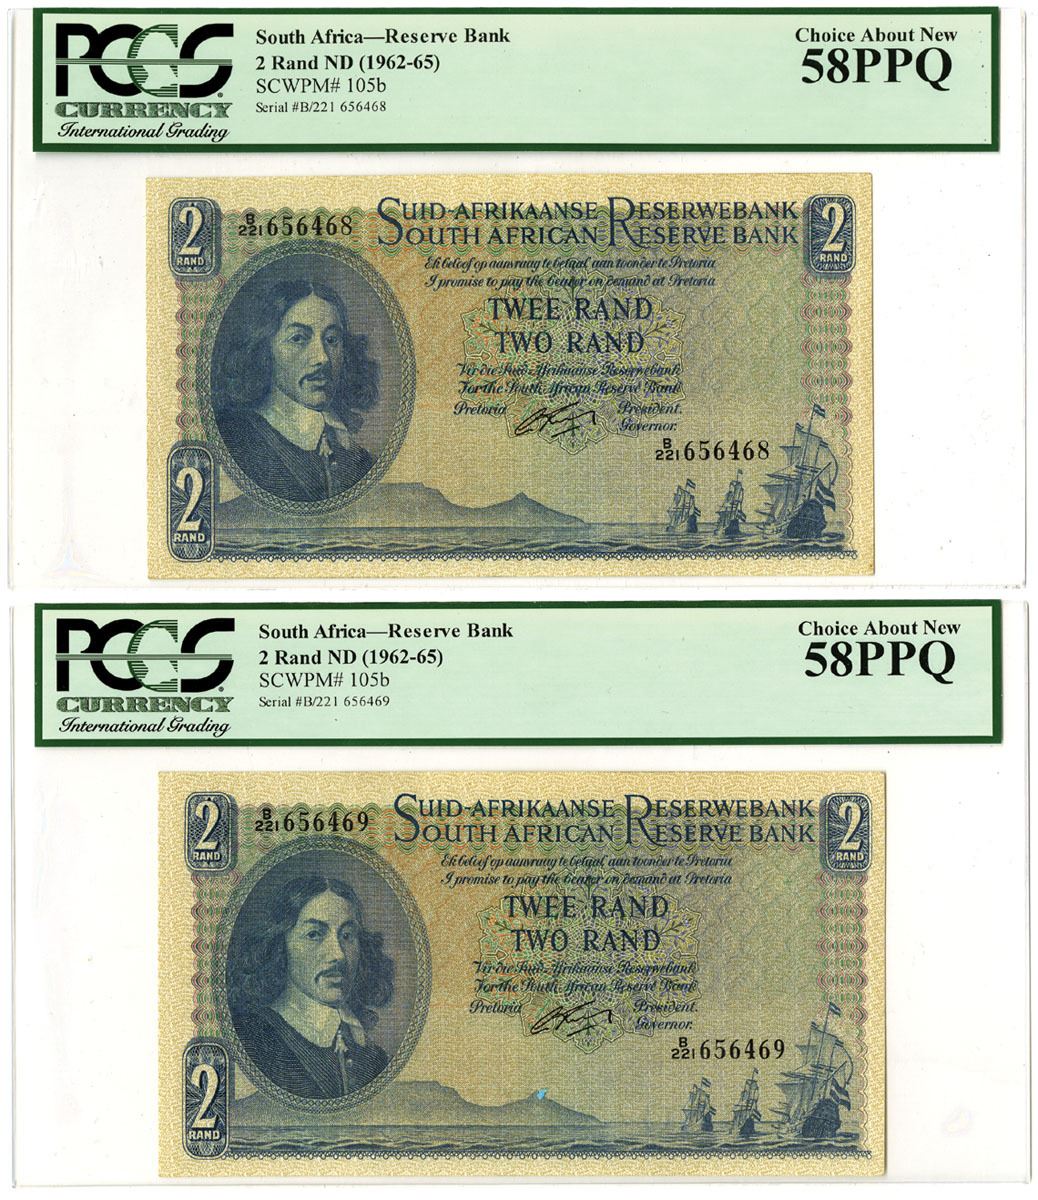 PCGS
CURRENCY
International Grading
South Africa—Reserve Bank
2 Rand ND (1962-65)
SCWPM# 105b
Serial #B/221 656468
Choice About New
58PPQ
2
RAND
B/221 656468
SUID-AFRIKAANSE RESERWEBANK
SOUTH AFRICAN RESERVE BANK
2
RAND
Ek beloof op aanvraag te betaal aan toonder te Pretoria
I promise to pay the bearer on demand at Pretoria
TWEE RAND
TWO RAND
Vir die Suid-Afrikaanse Reserwebank
For the South African Reserve Bank
Pretoria President.
Governor.
B/221 656468
2
RAND
PCGS
CURRENCY
International Grading
South Africa—Reserve Bank
2 Rand ND (1962-65)
SCWPM# 105b
Serial #B/221 656469
Choice About New
58PPQ
2
RAND
B/221 656469
SUID-AFRIKAANSE RESERWEBANK
SOUTH AFRICAN RESERVE BANK
2
RAND
Ek beloof op aanvraag te betaal aan toonder te Pretoria
I promise to pay the bearer on demand at Pretoria
TWEE RAND
TWO RAND
Vir die Suid-Afrikaanse Reserwebank
For the South African Reserve Bank
Pretoria President.
Governor.
B/221 656469
2
RAND